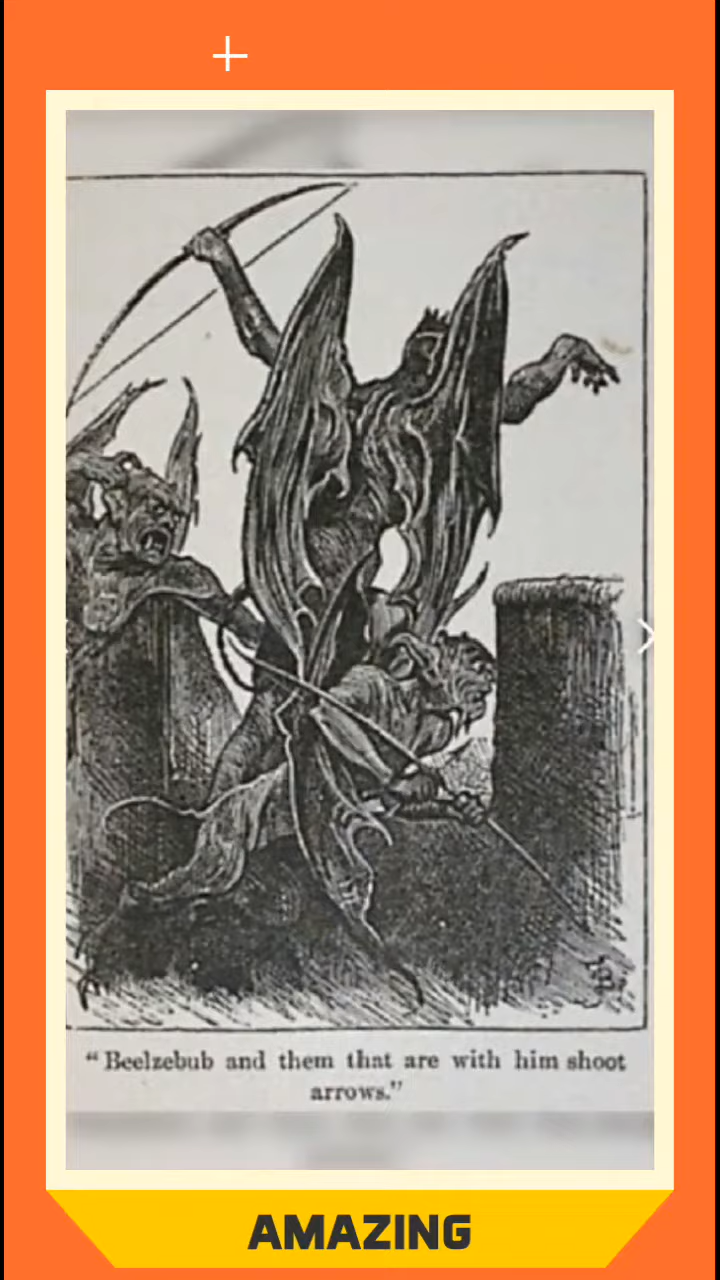 “Beelzebub and them that are with him shoot
arrows.”
AMAZING